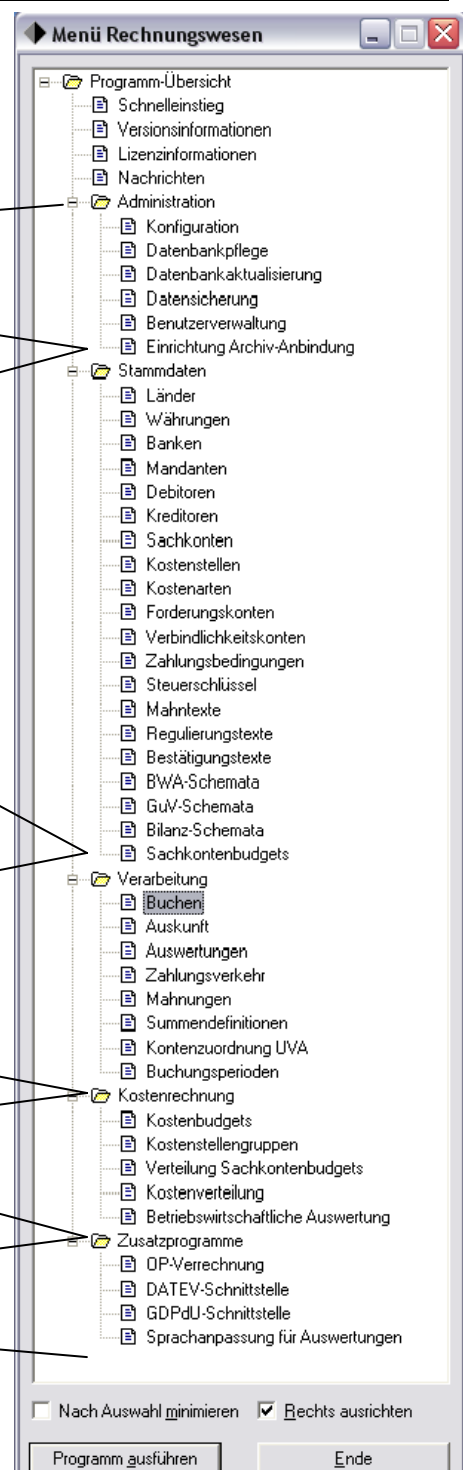 Menü Rechnungswesen
Programm-Übersicht
Schnelleinstieg
Versionsinformationen
Lizenzinformationen
Nachrichten
Administration
Konfiguration
Datenbankpflege
Datenbankaktualisierung
Datensicherung
Benutzerverwaltung
Einrichtung Archiv-Anbindung
Stammdaten
Länder
Währungen
Banken
Mandanten
Debitoren
Kreditoren
Sachkonten
Kostenstellen
Kostenarten
Forderungskonten
Verbindlichkeitskonten
Zahlungsbedingungen
Steuerschlüssel
Mahntexte
Regulierungstexte
Bestätigungstexte
BWA-Schemata
GuV-Schemata
Bilanz-Schemata
Sachkontenbudgets
Verarbeitung
Buchen
Auskunft
Auswertungen
Zahlungsverkehr
Mahnungen
Summendefinitionen
Kontenzuordnung UVA
Buchungsperioden
Kostenrechnung
Kostenbudgets
Kostenstellengruppen
Verteilung Sachkontenbudgets
Kostenverteilung
Betriebswirtschaftliche Auswertung
Zusatzprogramme
OP-Verrechnung
DATEV-Schnittstelle
GDPdU-Schnittstelle
Sprachanpassung für Auswertungen
Nach Auswahl minimieren Rechts ausrichten
Programm ausführen Ende